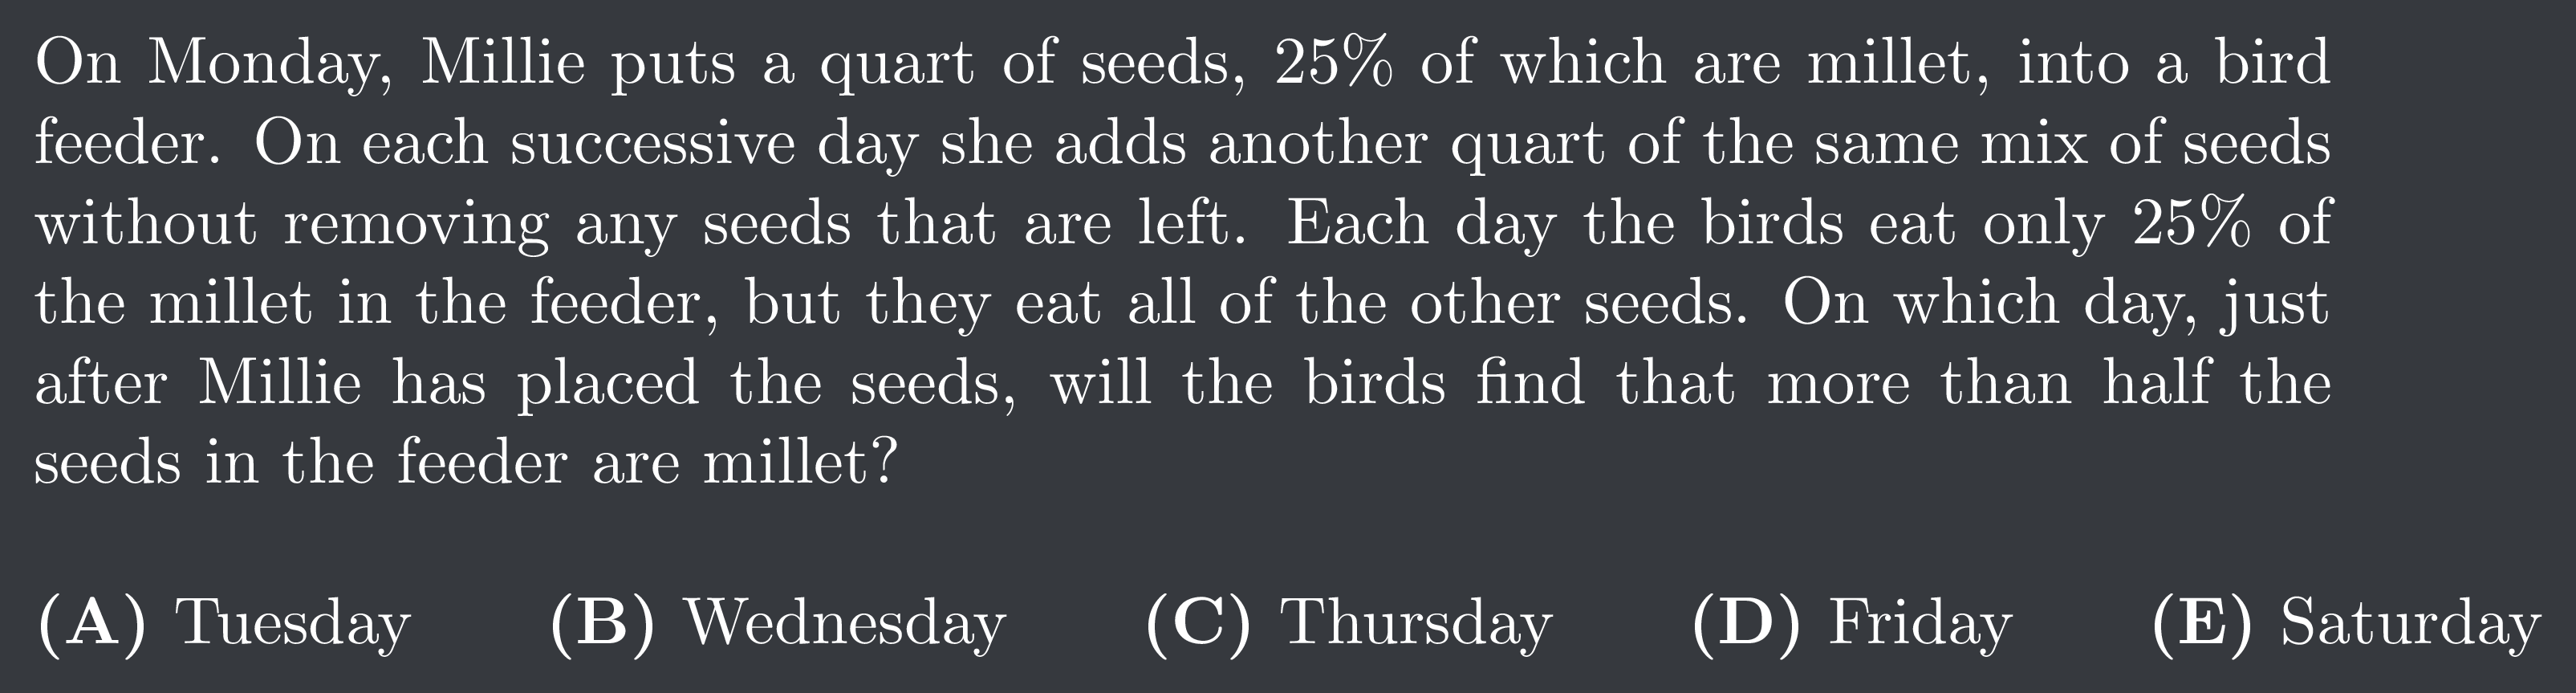 On Monday, Millie puts a quart of seeds, 25% of which are millet, into a bird
feeder. On each successive day she adds another quart of the same mix of seeds
without removing any seeds that are left. Each day the birds eat only 25% of
the millet in the feeder, but they eat all of the other seeds. On which day, just
after Millie has placed the seeds, will the birds find that more than half the
seeds in the feeder are millet?
(A) Tuesday (B) Wednesday (C) Thursday (D) Friday (E) Saturday